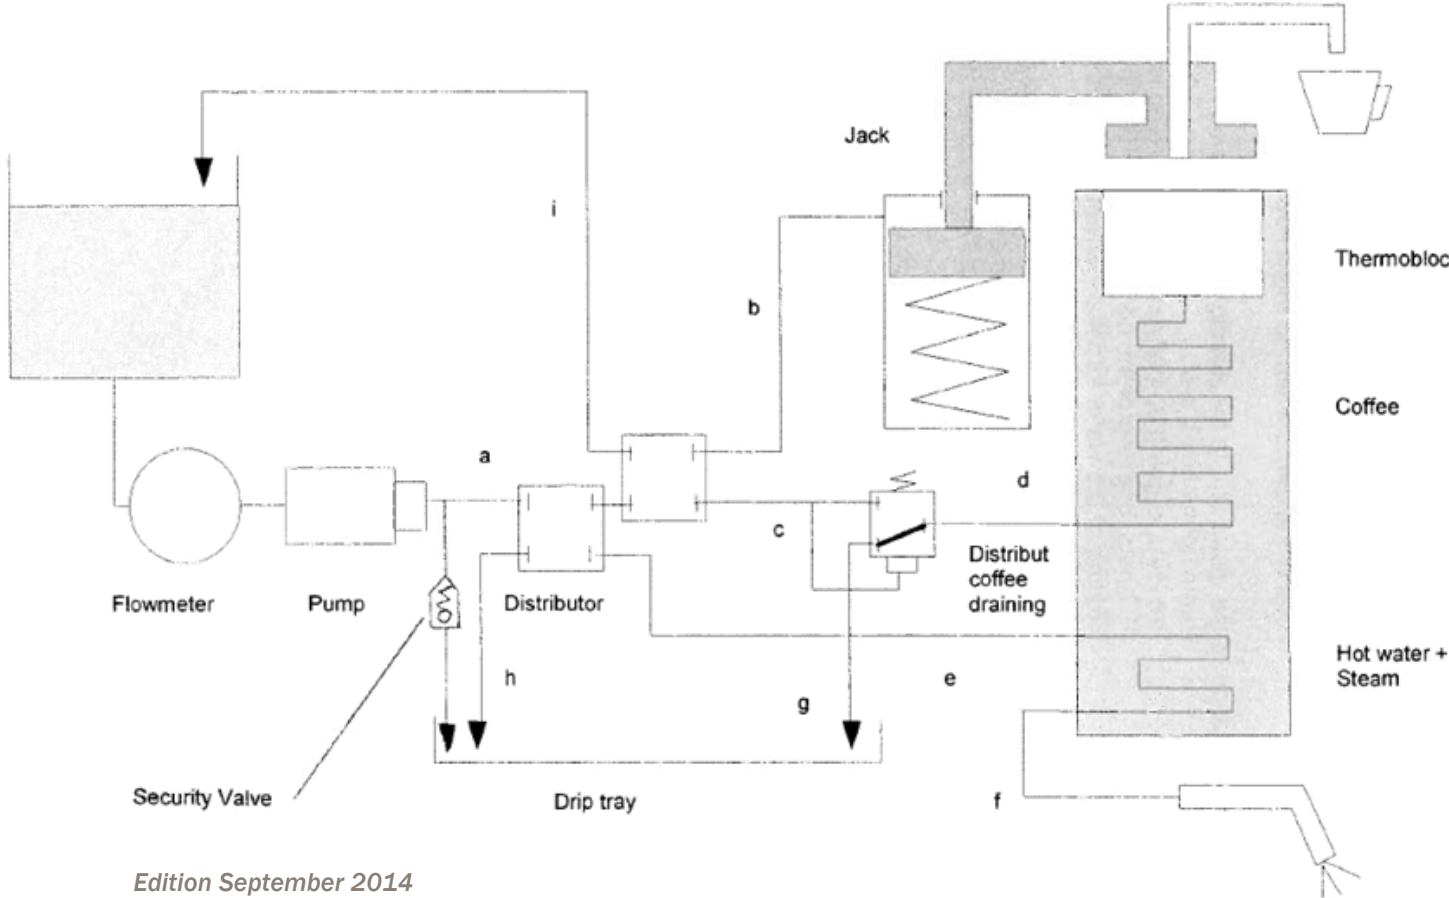 Jack
i
Thermobloc
b
Coffee
a
d
c
Distribut
coffee
draining
Flowmeter
Pump
Distributor
Hot water +
Steam
h
e
g
Security Valve
Drip tray
f
Edition September 2014